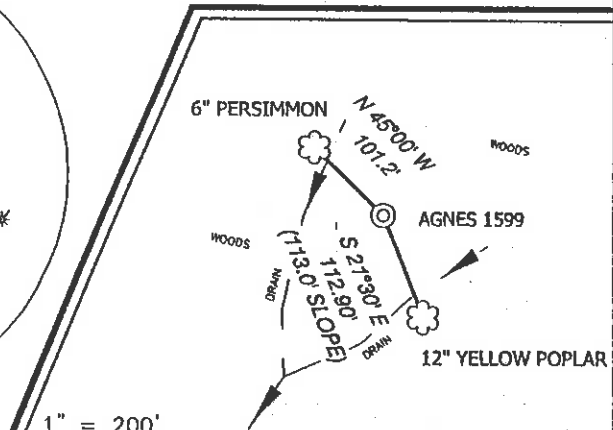 6" PERSIMMON
N 45°00' W
101.2'
WOODS
AGNES 1599
WOODS
S 21°30' E
112.90'
(113.0' SLOPE)
DRAIN
DRAIN
12" YELLOW POPLAR
1" = 200'